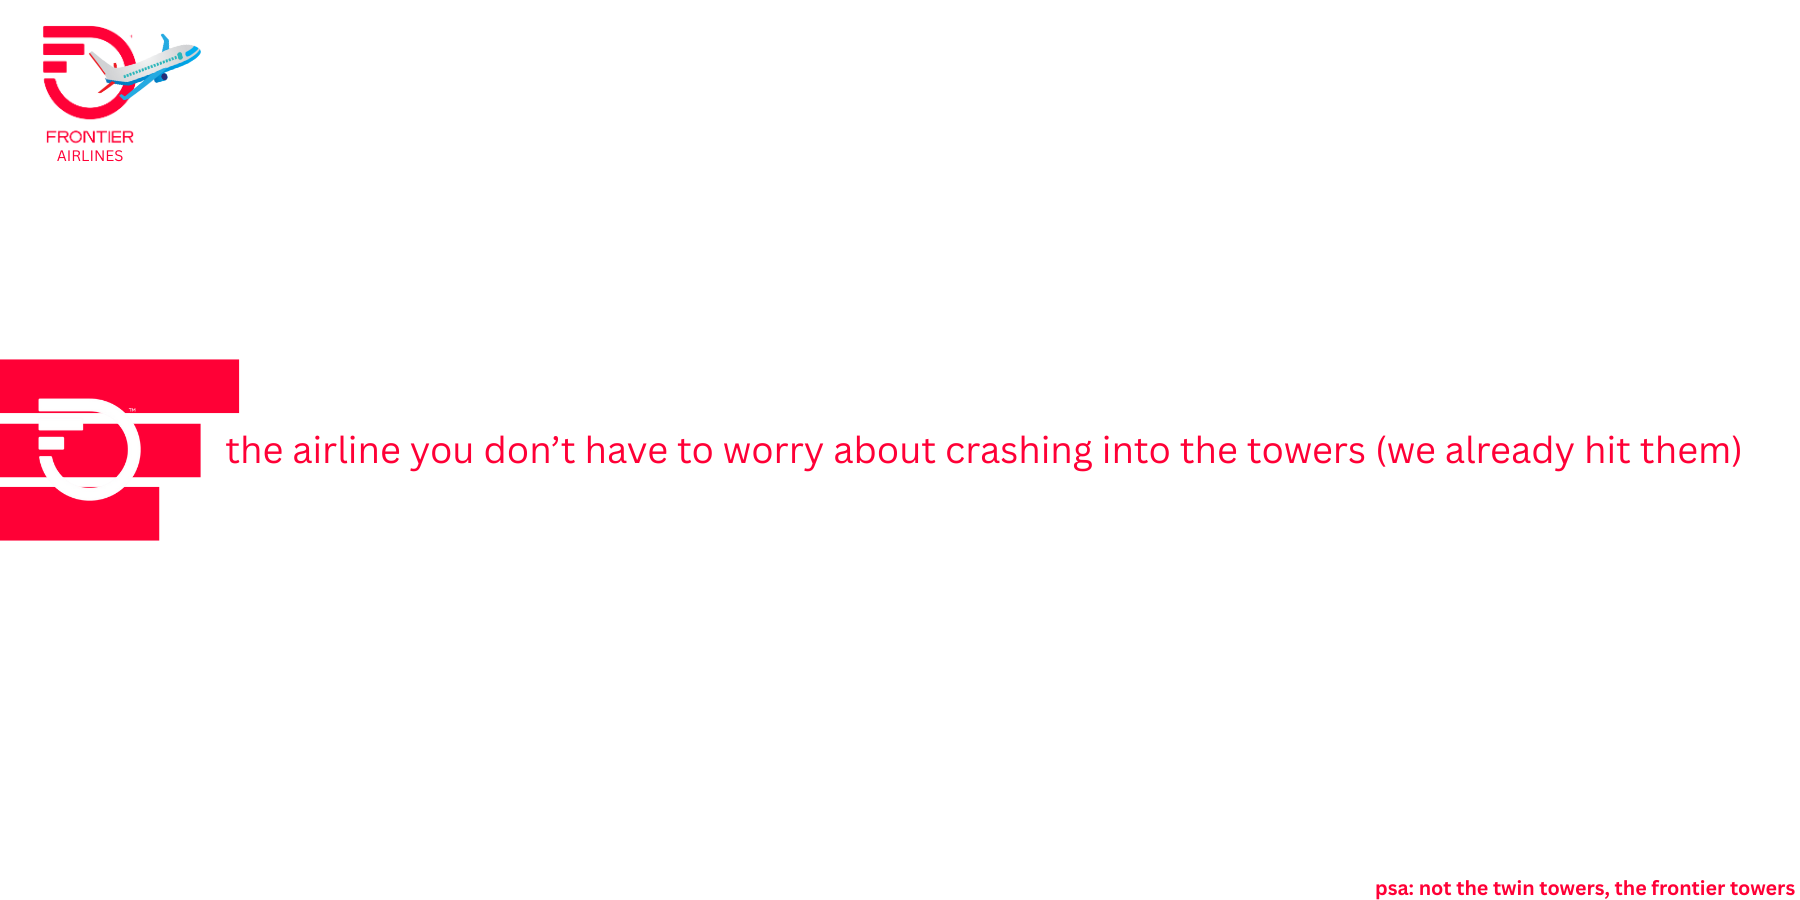 FRONTIER
AIRLINES
™
the airline you don’t have to worry about crashing into the towers (we already hit them)
psa: not the twin towers, the frontier towers